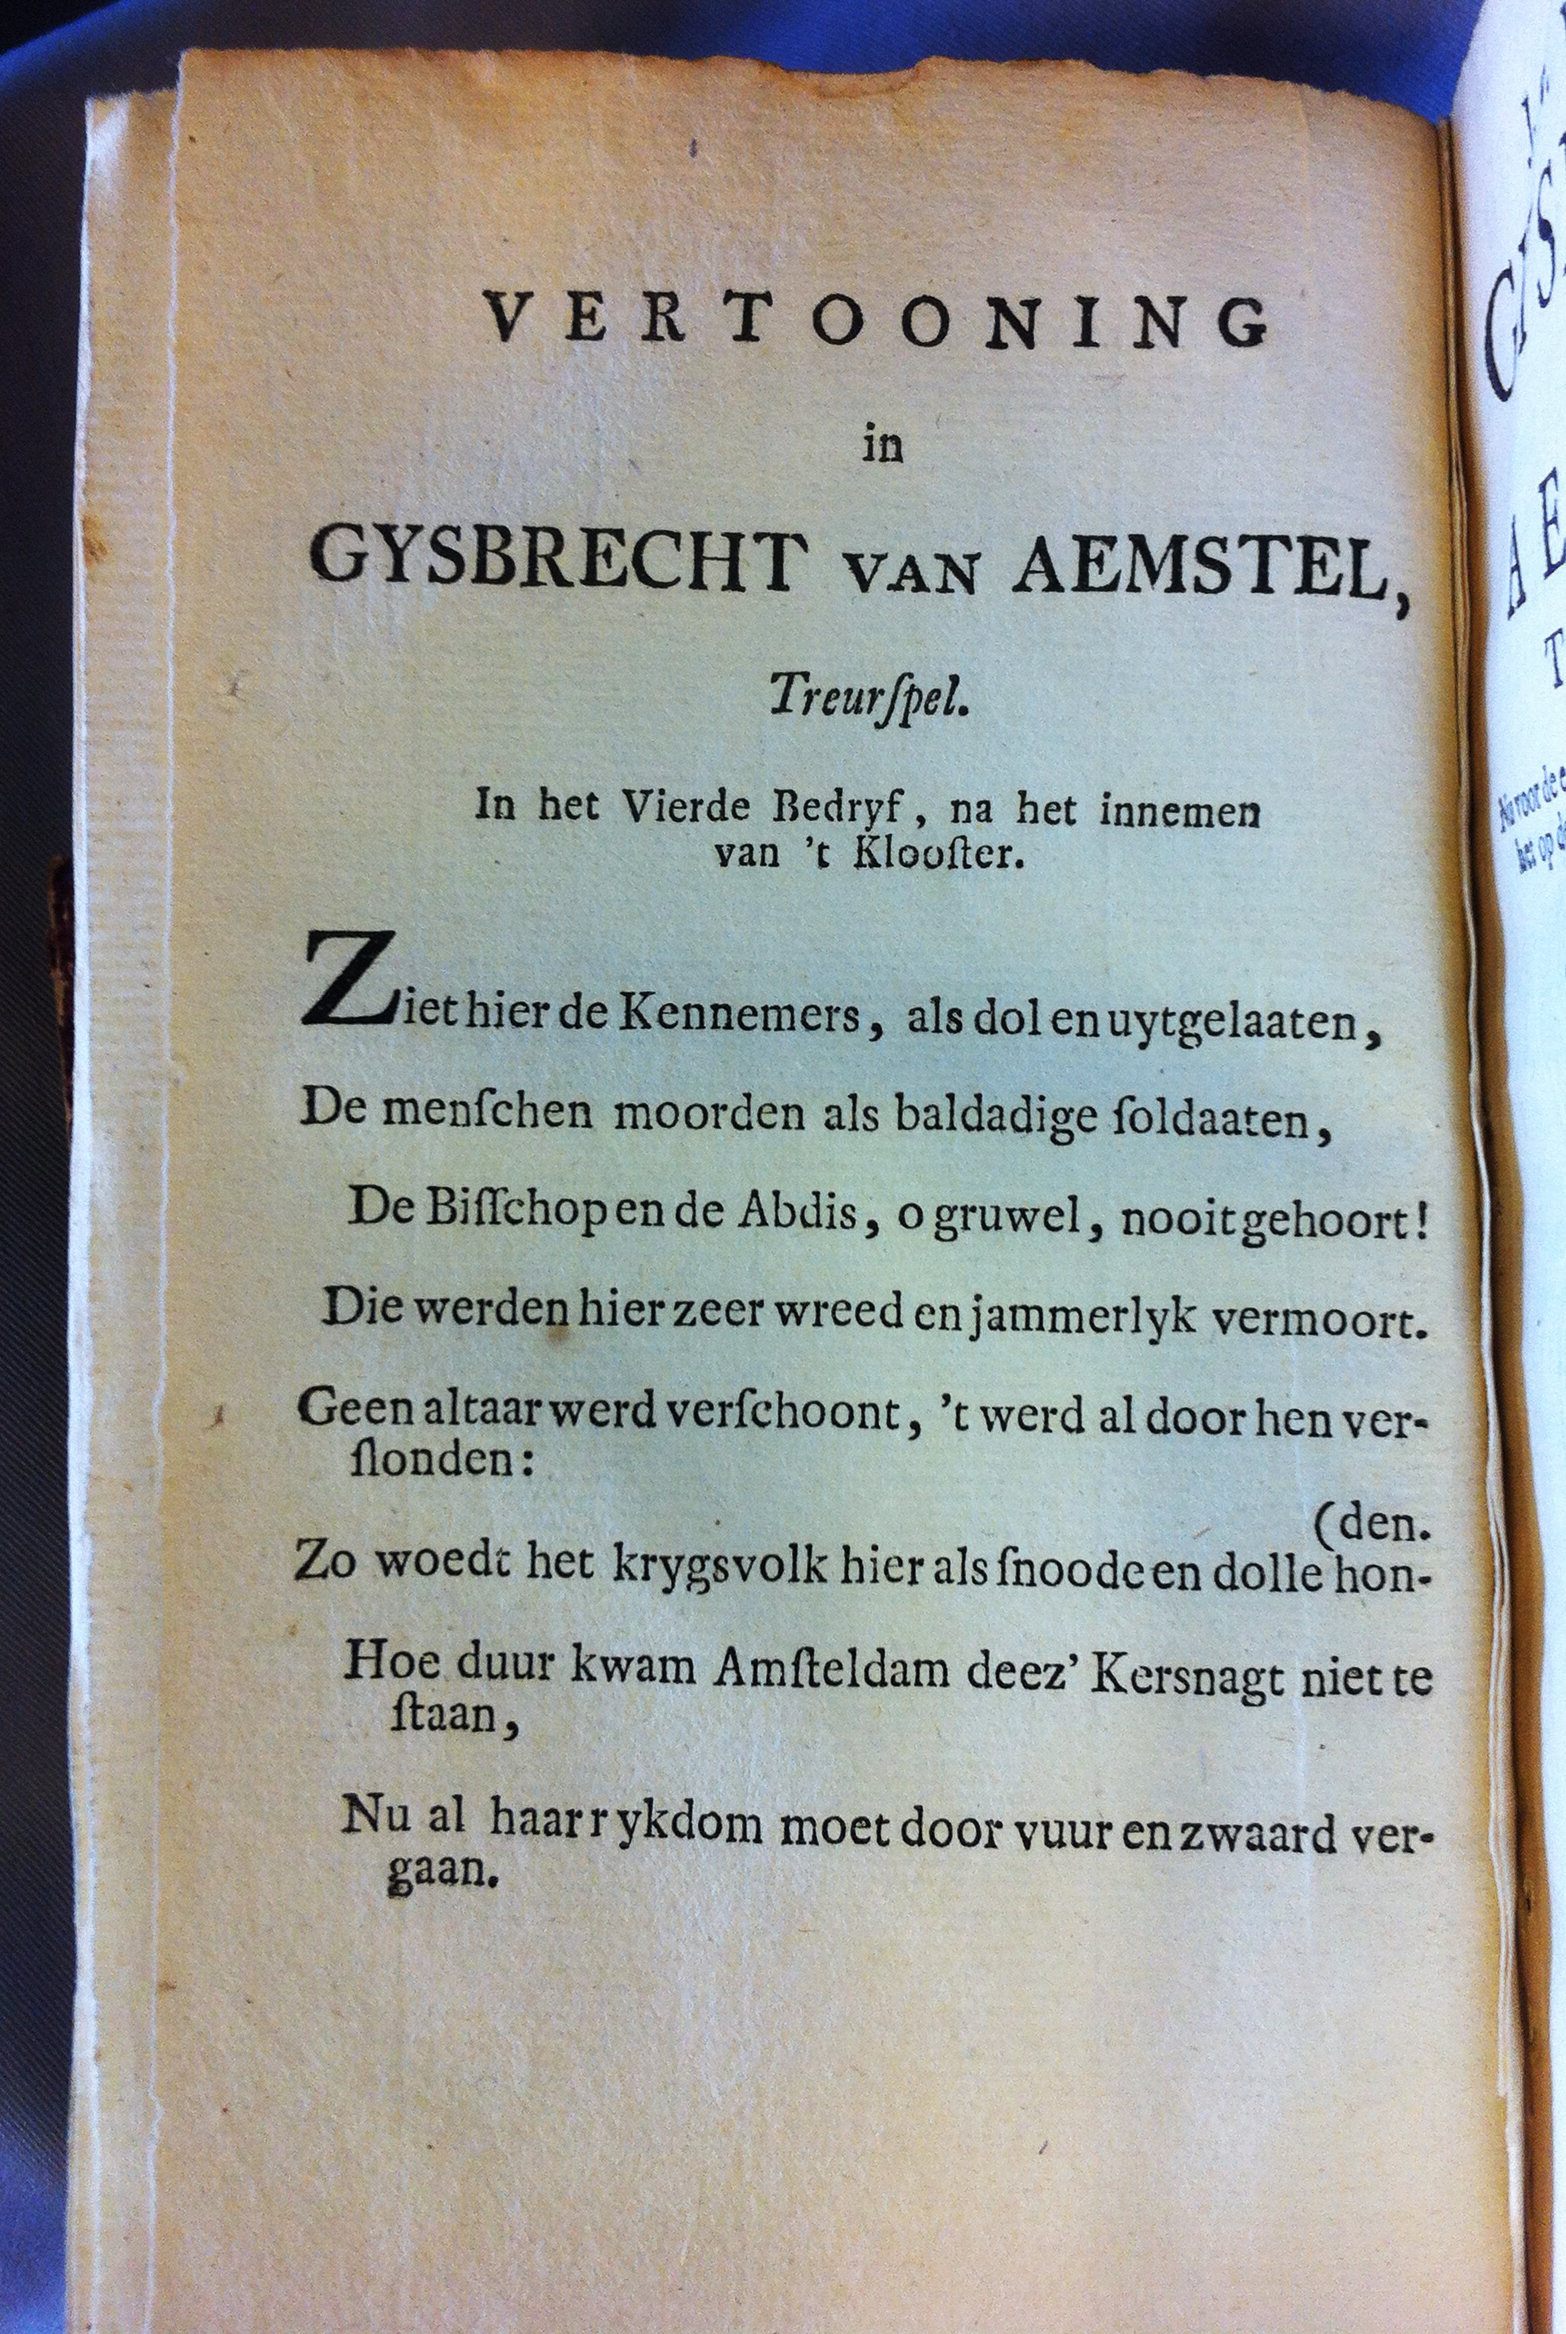 VERTOONING
in
GYSBRECHT VAN AEMSTEL,
Treurſpel.
In het Vierde Bedryf, na het innemen
van 't Klooſter.
Ziet hier de Kennemers, als dol en uytgelaaten,
De menſchen moorden als baldadige ſoldaaten,
De Biſſchop en de Abdis, o gruwel, nooit gehoort!
Die werden hier zeer wreed en jammerlyk vermoort.
Geen altaar werd verſchoont, 't werd al door hen ver-
ſlonden:
(den.
Zo woedt het krygsvolk hier als ſnoode en dolle hon-
Hoe duur kwam Amſteldam deez' Kersnagt niet te
ſtaan,
Nu al haar rykdom moet door vuur en zwaard ver-
gaan.